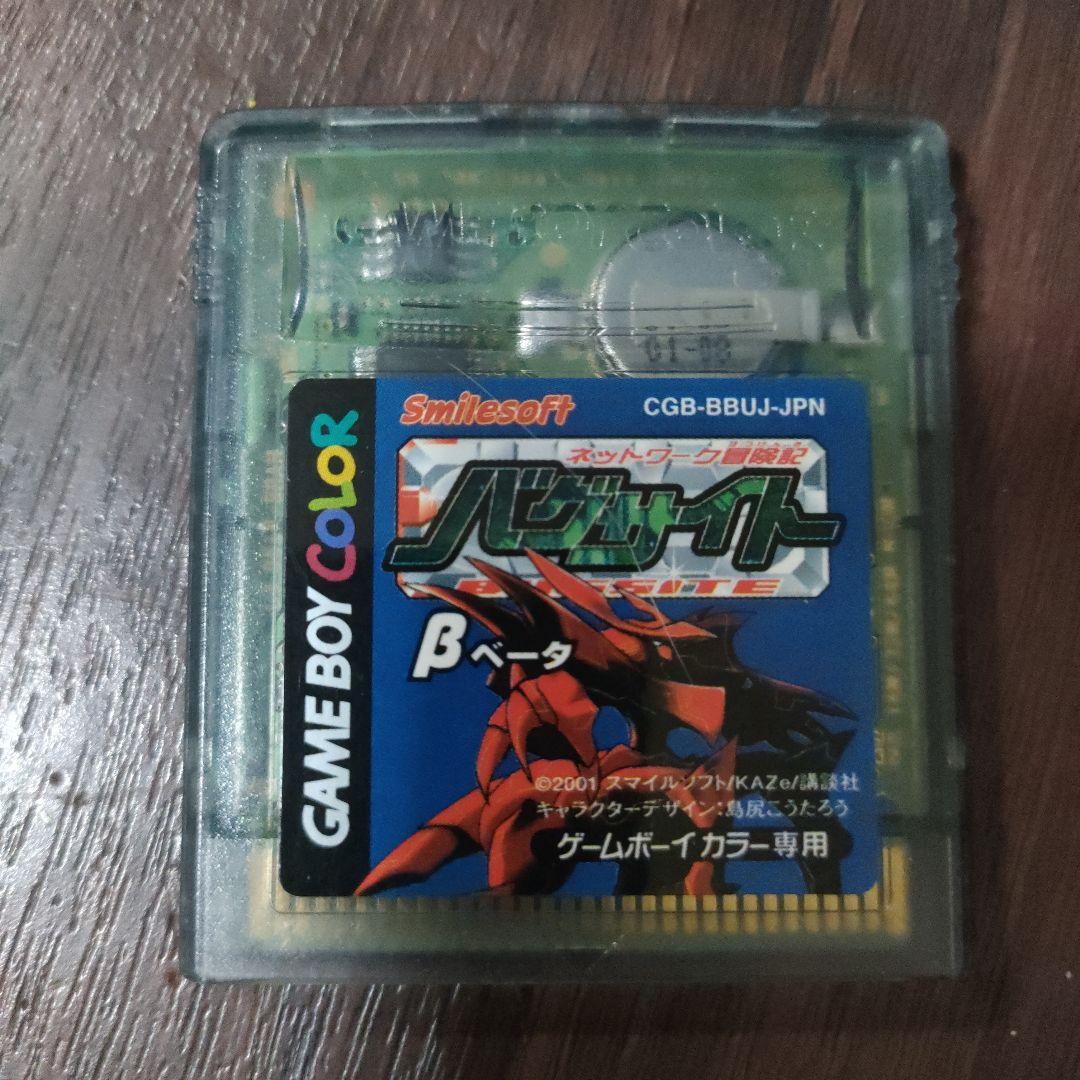 GAME BOY COLOR
01-08
Smilesoft
CGB-BBUJ-JPN
ネットワーク冒険記
バグサイト
BUGSITE
βベータ
©2001 スマイルソフト/KAZe/講談社
キャラクターデザイン:島尻こうたろう
ゲームボーイカラー専用